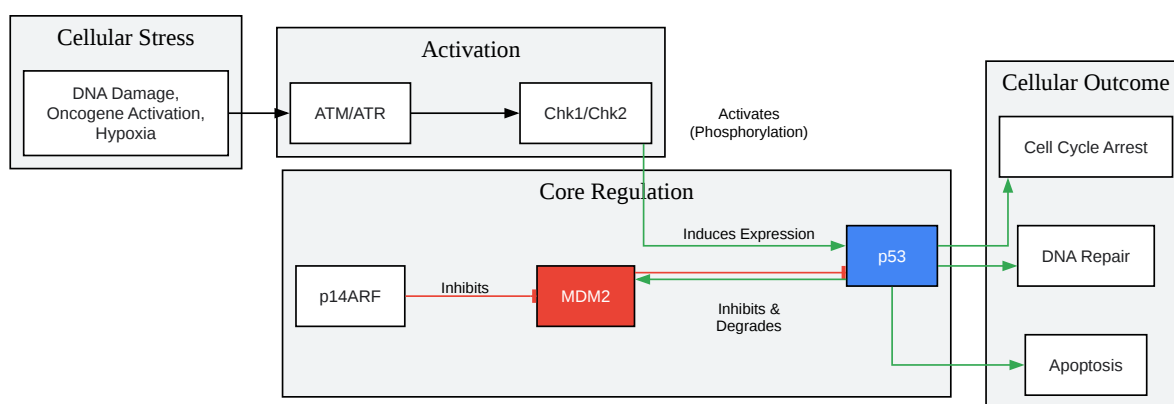 Cellular Stress
DNA Damage,
Oncogene Activation,
Hypoxia
Activation
ATM/ATR
Chk1/Chk2
Activates
(Phosphorylation)
Core Regulation
Induces Expression
p53
p14ARF
Inhibits
MDM2
Inhibits &
Degrades
Cellular Outcome
Cell Cycle Arrest
DNA Repair
Apoptosis